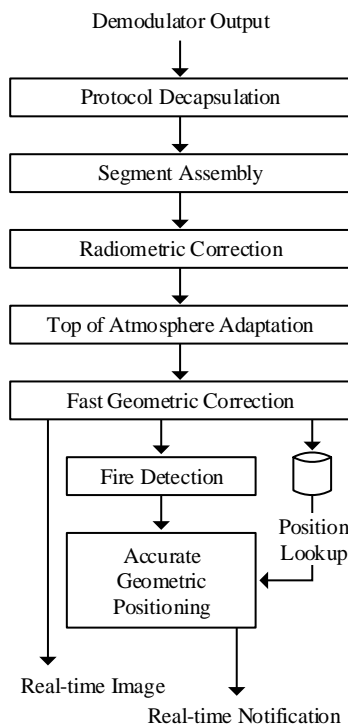 Demodulator Output
Protocol Decapsulation
Segment Assembly
Radiometric Correction
Top of Atmosphere Adaptation
Fast Geometric Correction
Fire Detection
Position
Lookup
Accurate
Geometric
Positioning
Real-time Image
Real-time Notification